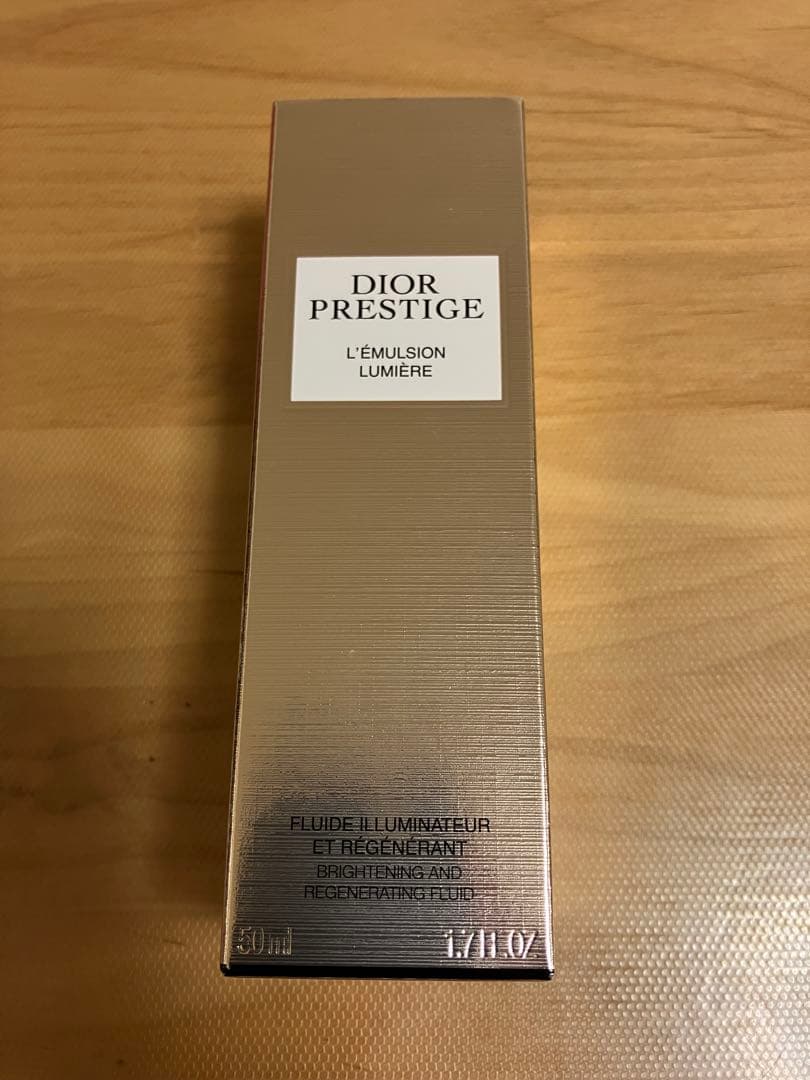 DIOR
PRESTIGE
L'ÉMULSION
LUMIÈRE
FLUIDE ILLUMINATEUR
ET RÉGÉNÉRANT
BRIGHTENING AND
REGENERATING FLUID
50 ml 1.7 fl.OZ